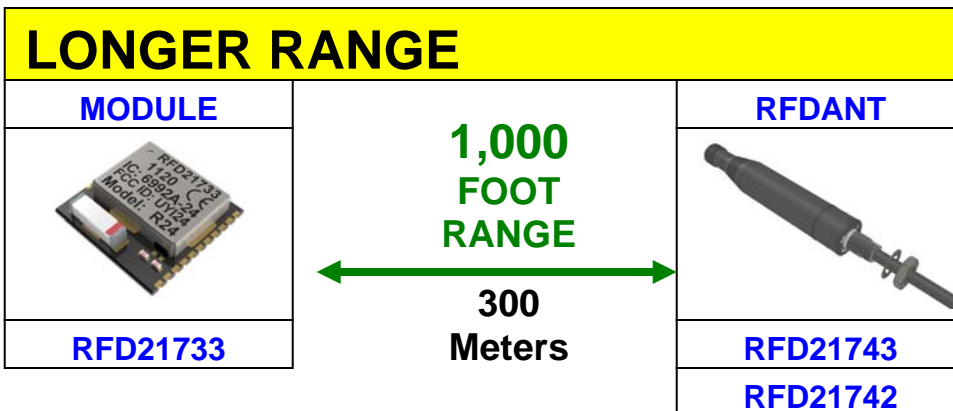 LONGER RANGE
MODULE
RFD21733
1120 CE
IC: 6992A-24
FCC ID: UYI24
Model: R24
RFD21733
1,000
FOOT
RANGE
300
Meters
RFDANT
RFD21743
RFD21742